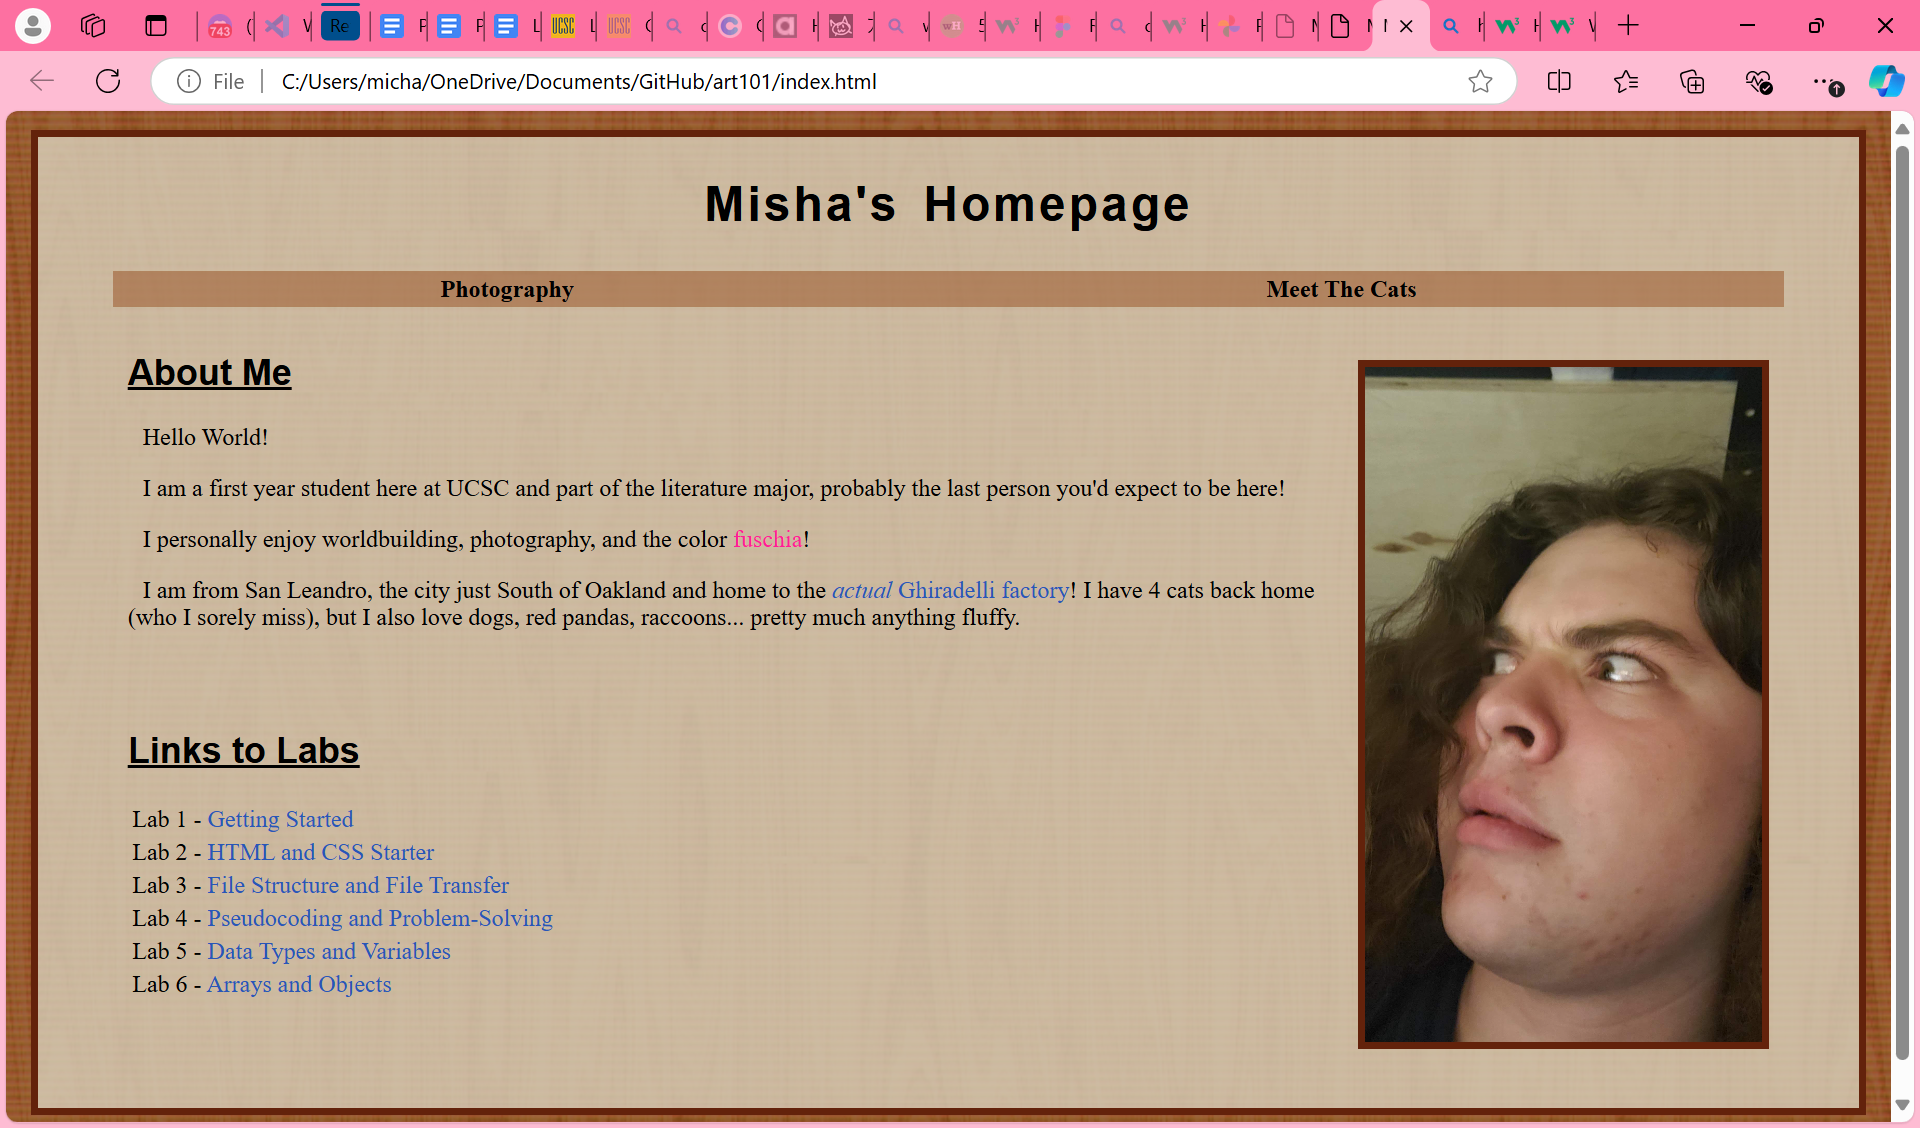 743
Re
UCSC
UCSC
File
C:/Users/micha/OneDrive/Documents/GitHub/art101/index.html
Misha's Homepage
Photography Meet The Cats
About Me
Hello World!
I am a first year student here at UCSC and part of the literature major, probably the last person you'd expect to be here!
I personally enjoy worldbuilding, photography, and the color fuschia!
I am from San Leandro, the city just South of Oakland and home to the actual Ghiradelli factory! I have 4 cats back home
(who I sorely miss), but I also love dogs, red pandas, raccoons... pretty much anything fluffy.
Links to Labs
Lab 1 - Getting Started
Lab 2 - HTML and CSS Starter
Lab 3 - File Structure and File Transfer
Lab 4 - Pseudocoding and Problem-Solving
Lab 5 - Data Types and Variables
Lab 6 - Arrays and Objects